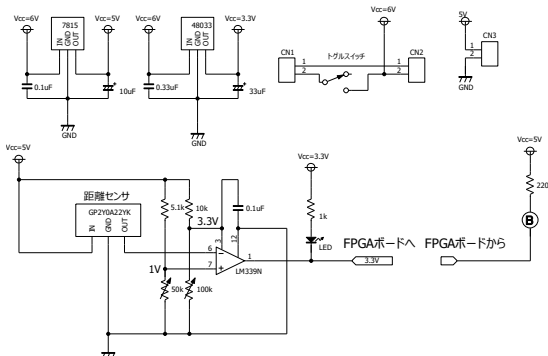 Vcc=6V
7815
Vcc=5V
IN
GND
OUT
0.1uF
10uF
GND
Vcc=6V
48033
Vcc=3.3V
IN
GND
OUT
0.33uF
33uF
GND
Vcc=6V
CN1
トグルスイッチ
CN2
1
2
1
2
5V
CN3
1
2
GND
Vcc=5V
距離センサ
GP2Y0A22YK
IN
GND
OUT
5.1k
10k
3.3V
0.1uF
3
12
6
7
1
LM339N
1V
50k
100k
Vcc=3.3V
1k
LED
FPGAボードへ
3.3V
FPGAボードから
Vcc=5V
220
B